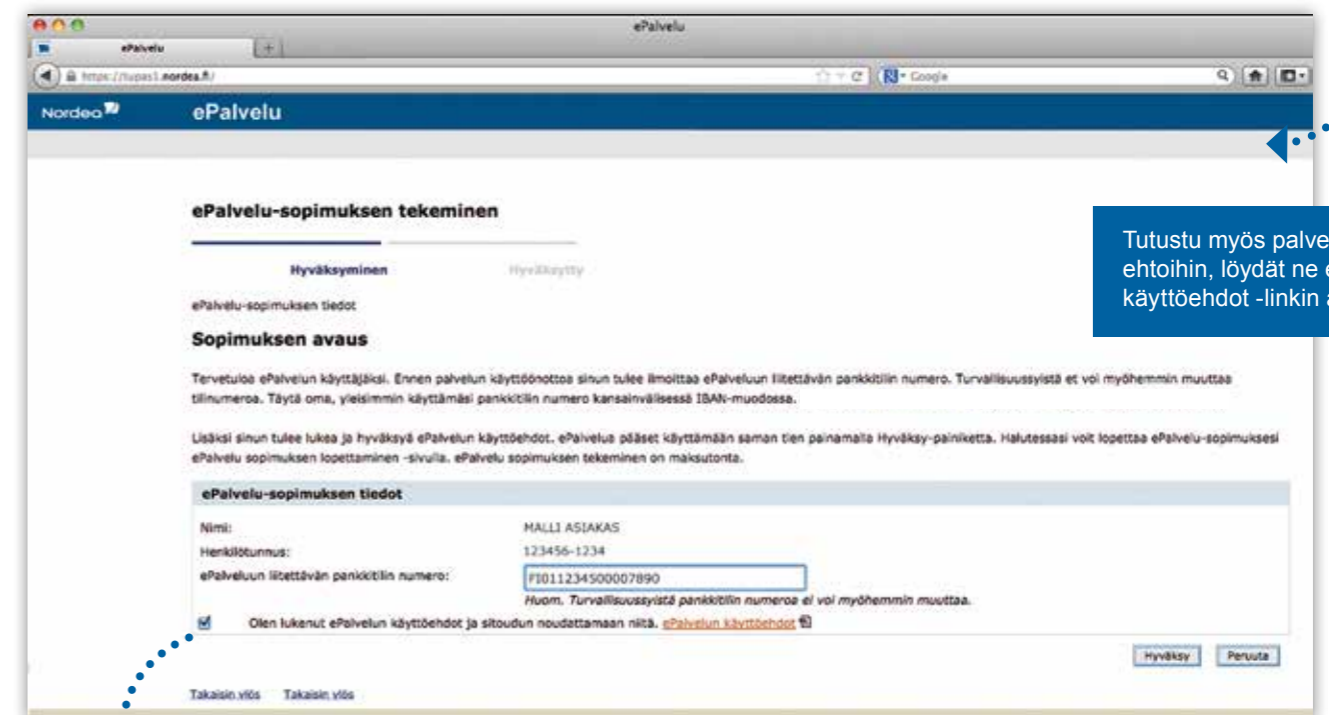 ePalvelu
ePalvelu
https://tupas1.nordea.fi/
Google
Nordea
ePalvelu
ePalvelu-sopimuksen tekeminen
Hyväksyminen Hyväksytty
ePalvelu-sopimuksen tiedot
Sopimuksen avaus
Tervetuloa ePalvelun käyttäjäksi. Ennen palvelun käyttöönottoa sinun tulee ilmoittaa ePalveluun liitettävän pankkitilin numero. Turvallisuussyistä et voi myöhemmin muuttaa
tilinumeroa. Täytä oma, yleisimmin käyttämäsi pankkitilin numero kansainvälisessä IBAN-muodossa.
Lisäksi sinun tulee lukea ja hyväksyä ePalvelun käyttöehdot. ePalvelua pääset käyttämään saman tien painamalla Hyväksy-painiketta. Halutessasi voit lopettaa ePalvelu-sopimuksesi
ePalvelu sopimuksen lopettaminen -sivulla. ePalvelu sopimuksen tekeminen on maksutonta.
ePalvelu-sopimuksen tiedot
Nimi: MALLI ASIAKAS
Henkilötunnus: 123456-1234
ePalveluun liitettävän pankkitilin numero: FI011234500007890
Huom. Turvallisuussyistä pankkitilin numeroa ei voi myöhemmin muuttaa.
Olen lukenut ePalvelun käyttöehdot ja sitoudun noudattamaan niitä. ePalvelun käyttöehdot
Hyväksy Peruuta
Takaisin ylös Takaisin ylös
Tutustu myös palve
ehtoihin, löydät ne e
käyttöehdot -linkin a